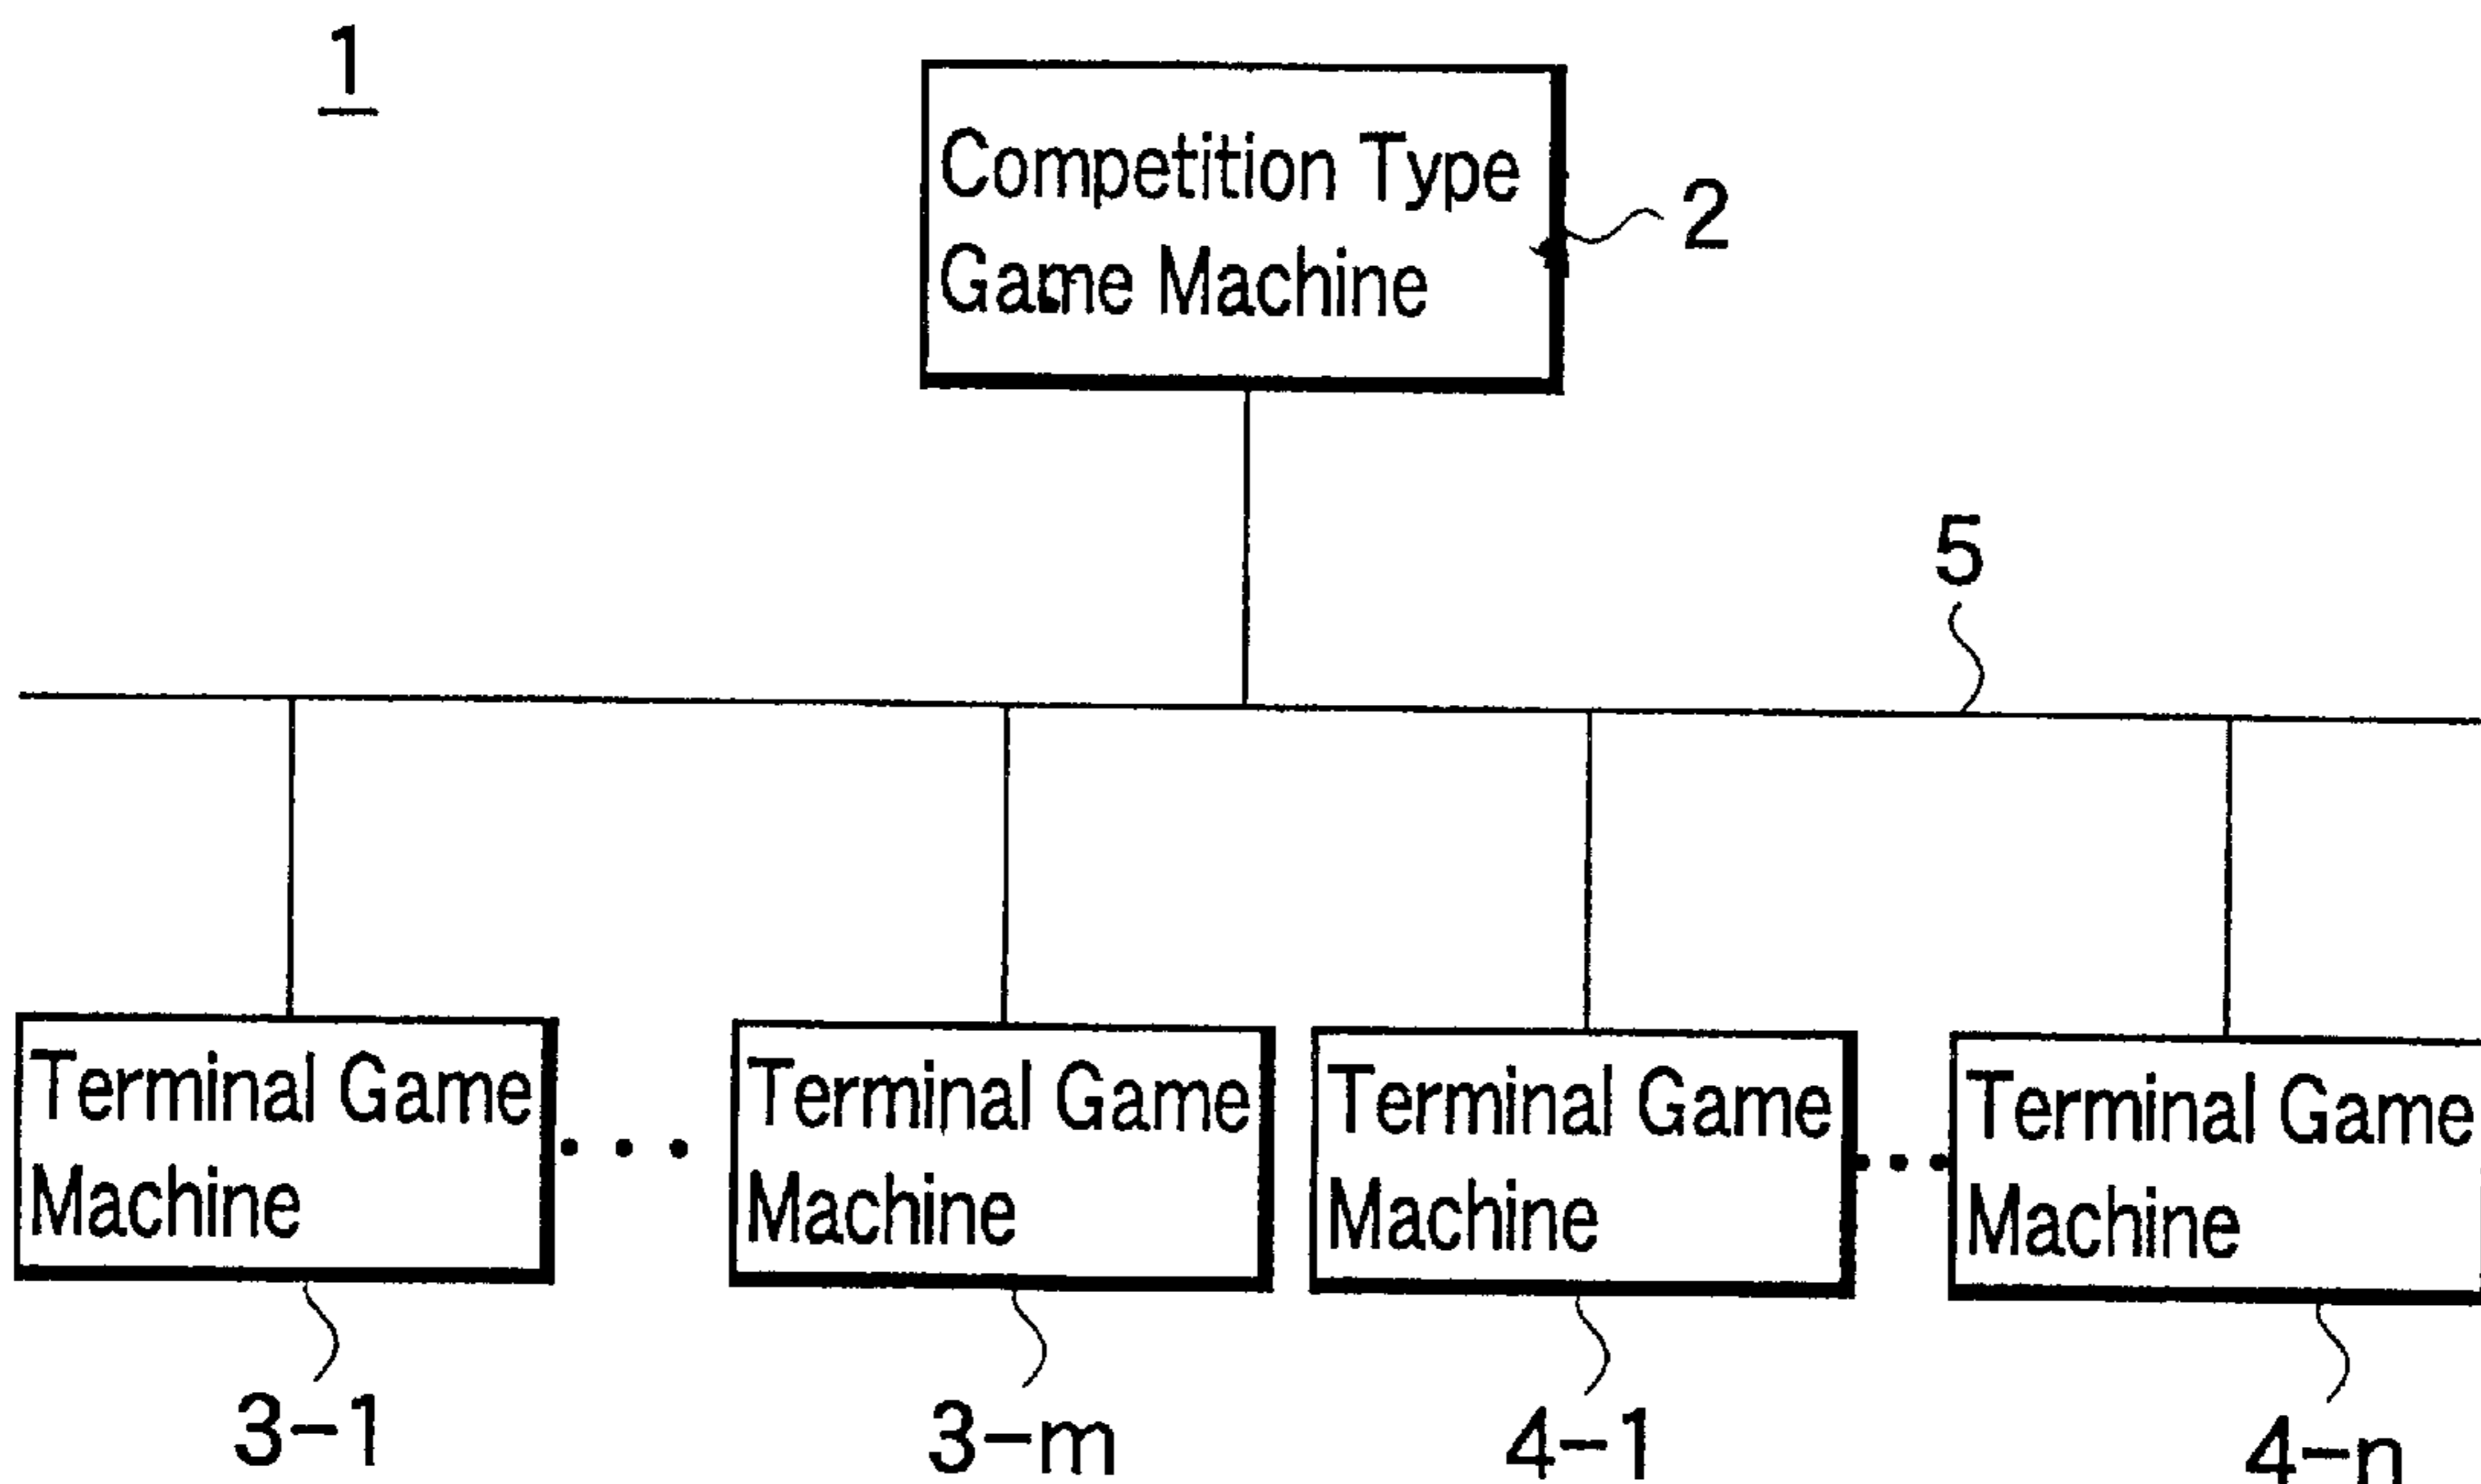 1
Competition Type
Game Machine
2
5
Terminal Game
Machine
Terminal Game
Machine
Terminal Game
Machine
Terminal Game
Machine
3-1
3-m
4-1
4-n